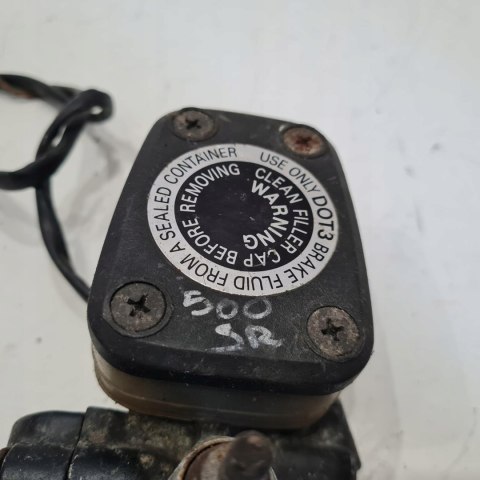 WARNING
CLEAN FILLER CAP BEFORE REMOVING
USE ONLY DOT3 BRAKE FLUID FROM A SEALED CONTAINER
500
SR